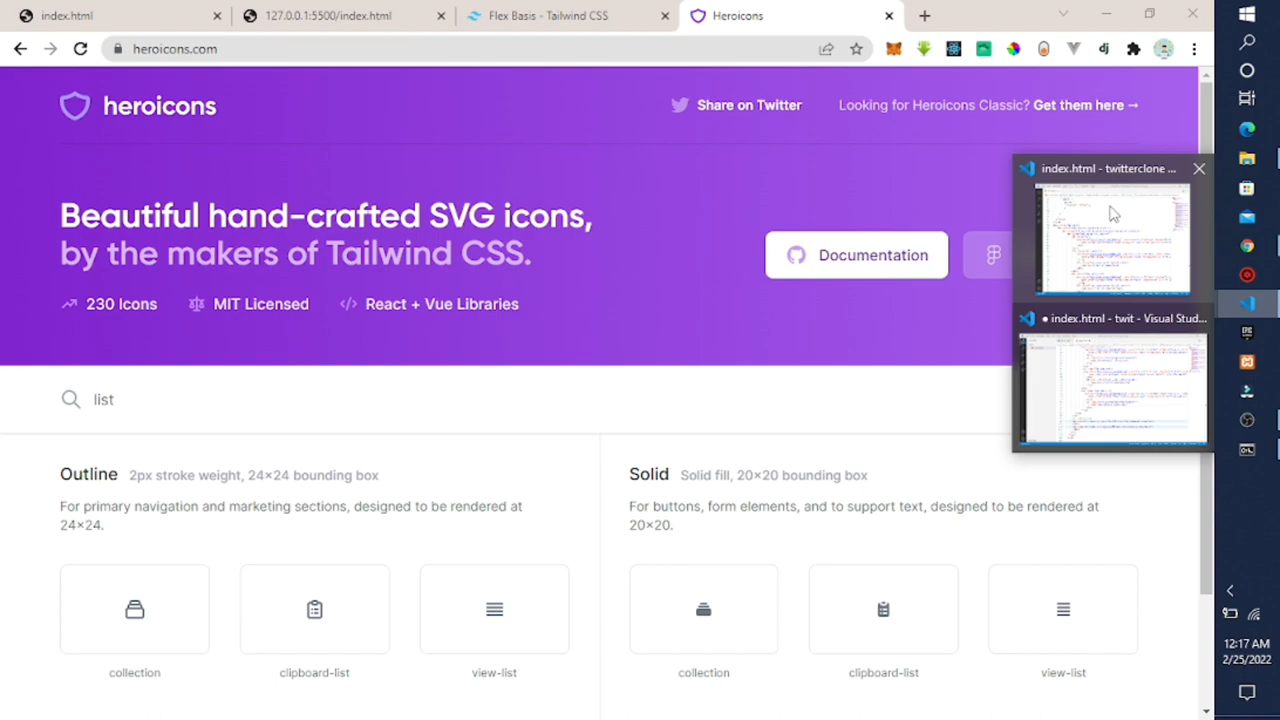 index.html
127.0.0.1:5500/index.html
Flex Basis - Tailwind CSS
Heroicons
heroicons.com
heroicons
Share on Twitter
Looking for Heroicons Classic? Get them here →
index.html - twitterclone ...
Beautiful hand-crafted SVG icons,
by the makers of Tailwind CSS.
Documentation
230 Icons
MIT Licensed
React + Vue Libraries
● index.html - twit - Visual Stud...
list
Outline 2px stroke weight, 24×24 bounding box
For primary navigation and marketing sections, designed to be rendered at
24×24.
Solid Solid fill, 20×20 bounding box
For buttons, form elements, and to support text, designed to be rendered at
20×20.
collection
clipboard-list
view-list
collection
clipboard-list
view-list
dj
EPIC
12:17 AM
2/25/2022